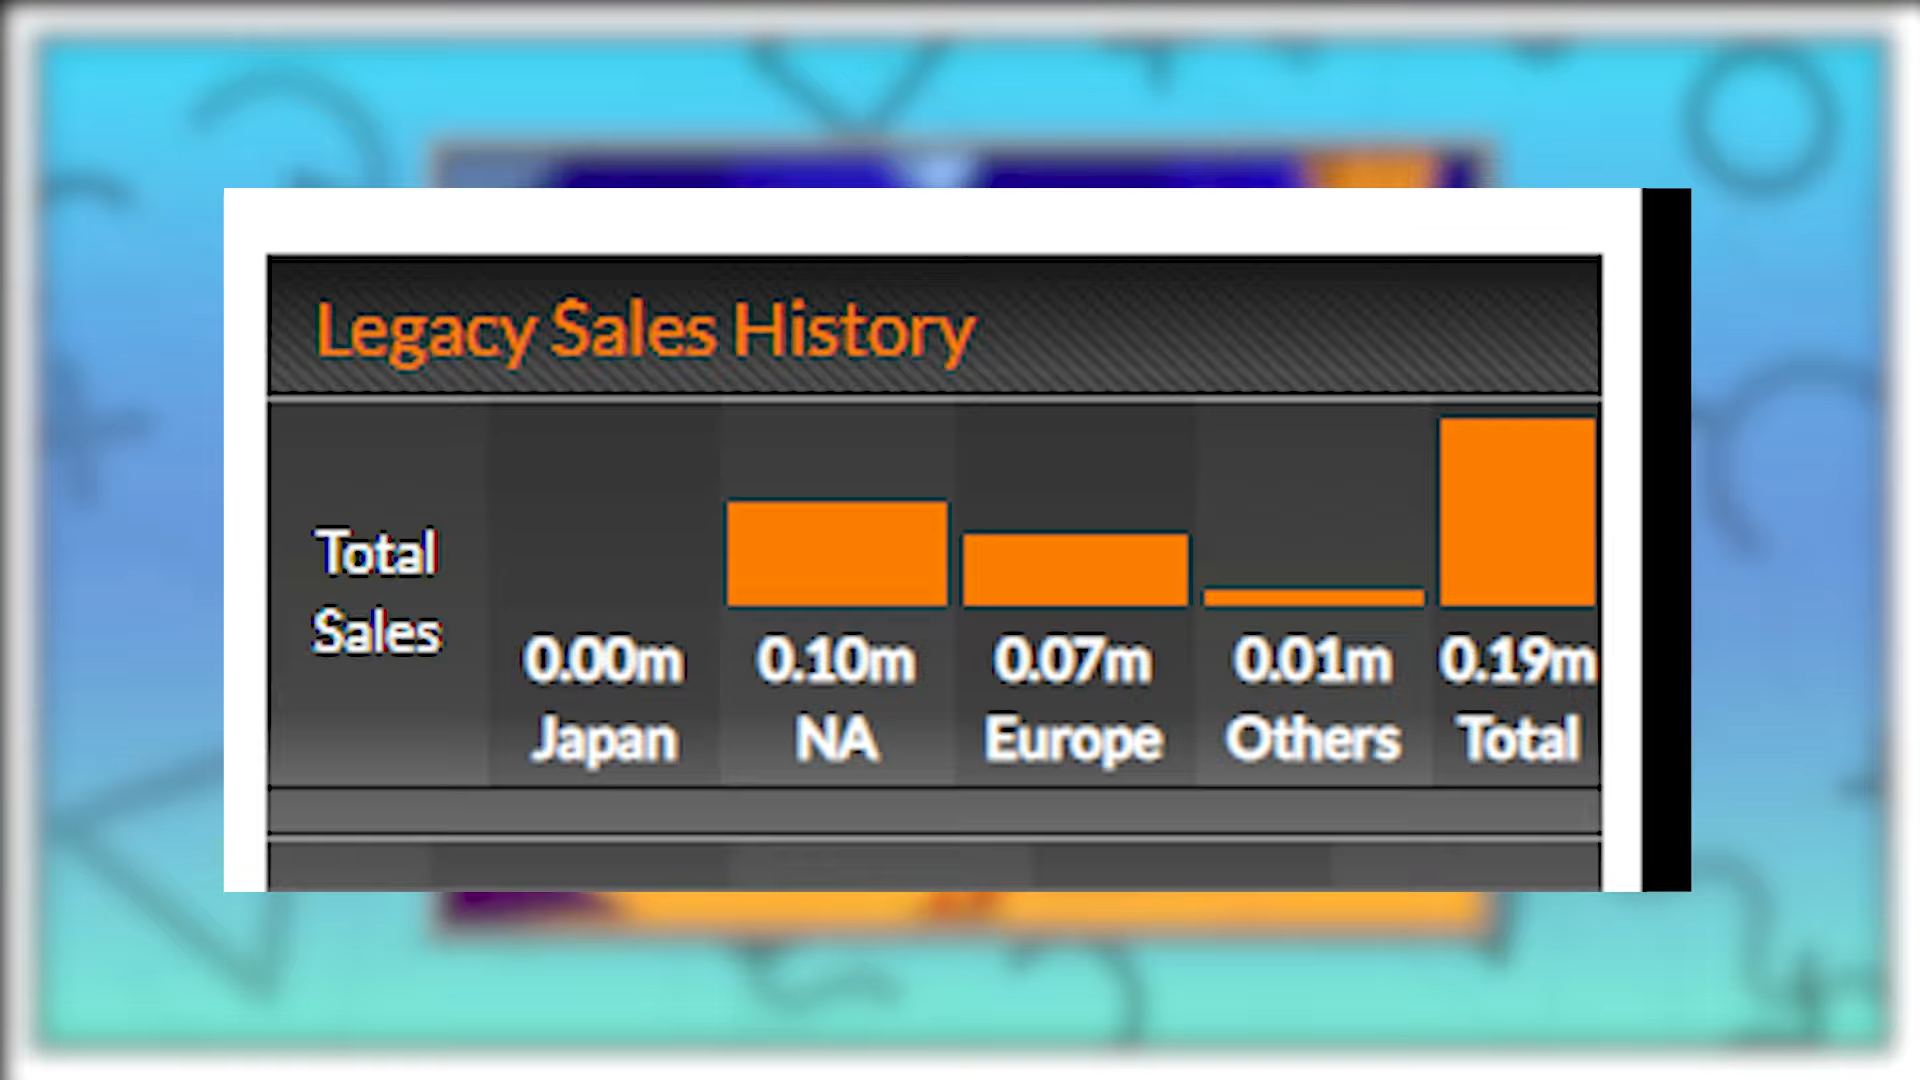 Legacy Sales History
Total
Sales
0.00m 0.10m 0.07m 0.01m 0.19m
Japan NA Europe Others Total